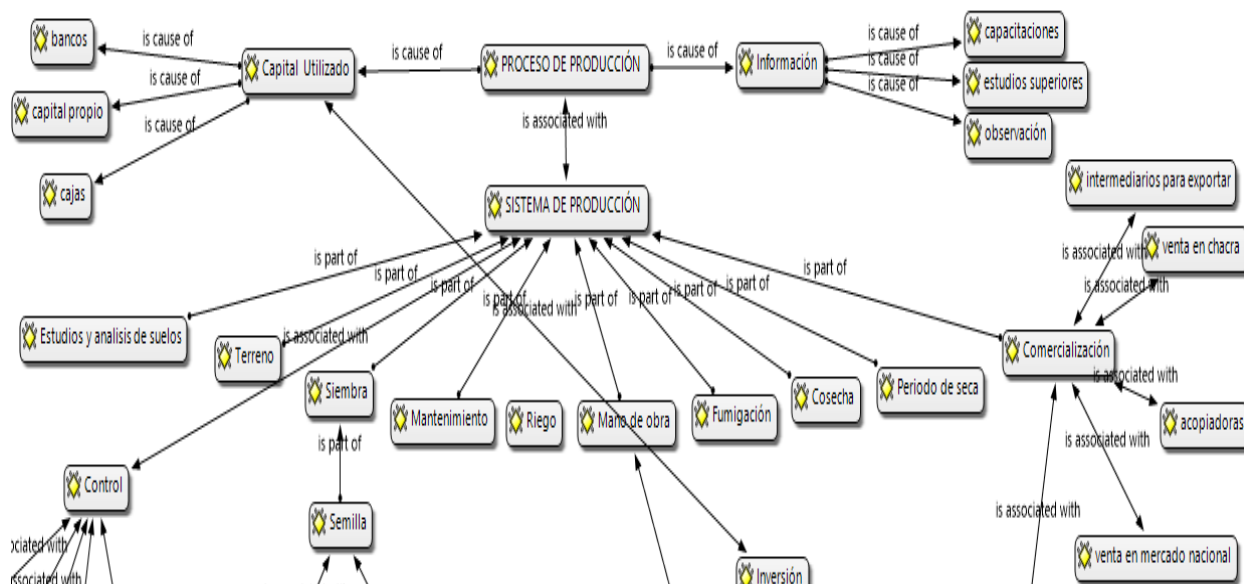 bancos
is cause of
Capital Utilizado
is cause of
PROCESO DE PRODUCCIÓN
is cause of
Información
is cause of
capacitaciones
is cause of
estudios superiores
is cause of
observación
is cause of
capital propio
is cause of
cajas
is associated with
SISTEMA DE PRODUCCIÓN
intermediarios para exportar
is associated with
venta en chacra
is associated with
is part of
is part of
is part of
is part of
is associated with
is part of
is part of
is part of
is part of
is associated with
Estudios y analisis de suelos
Terreno
Siembra
Mantenimiento
Riego
Mano de obra
Fumigación
Cosecha
Periodo de seca
Comercialización
is associated with
acopiadoras
is part of
is associated with
Control
Semilla
is associated with
venta en mercado nacional
ociated with
ssociated with
Inversión